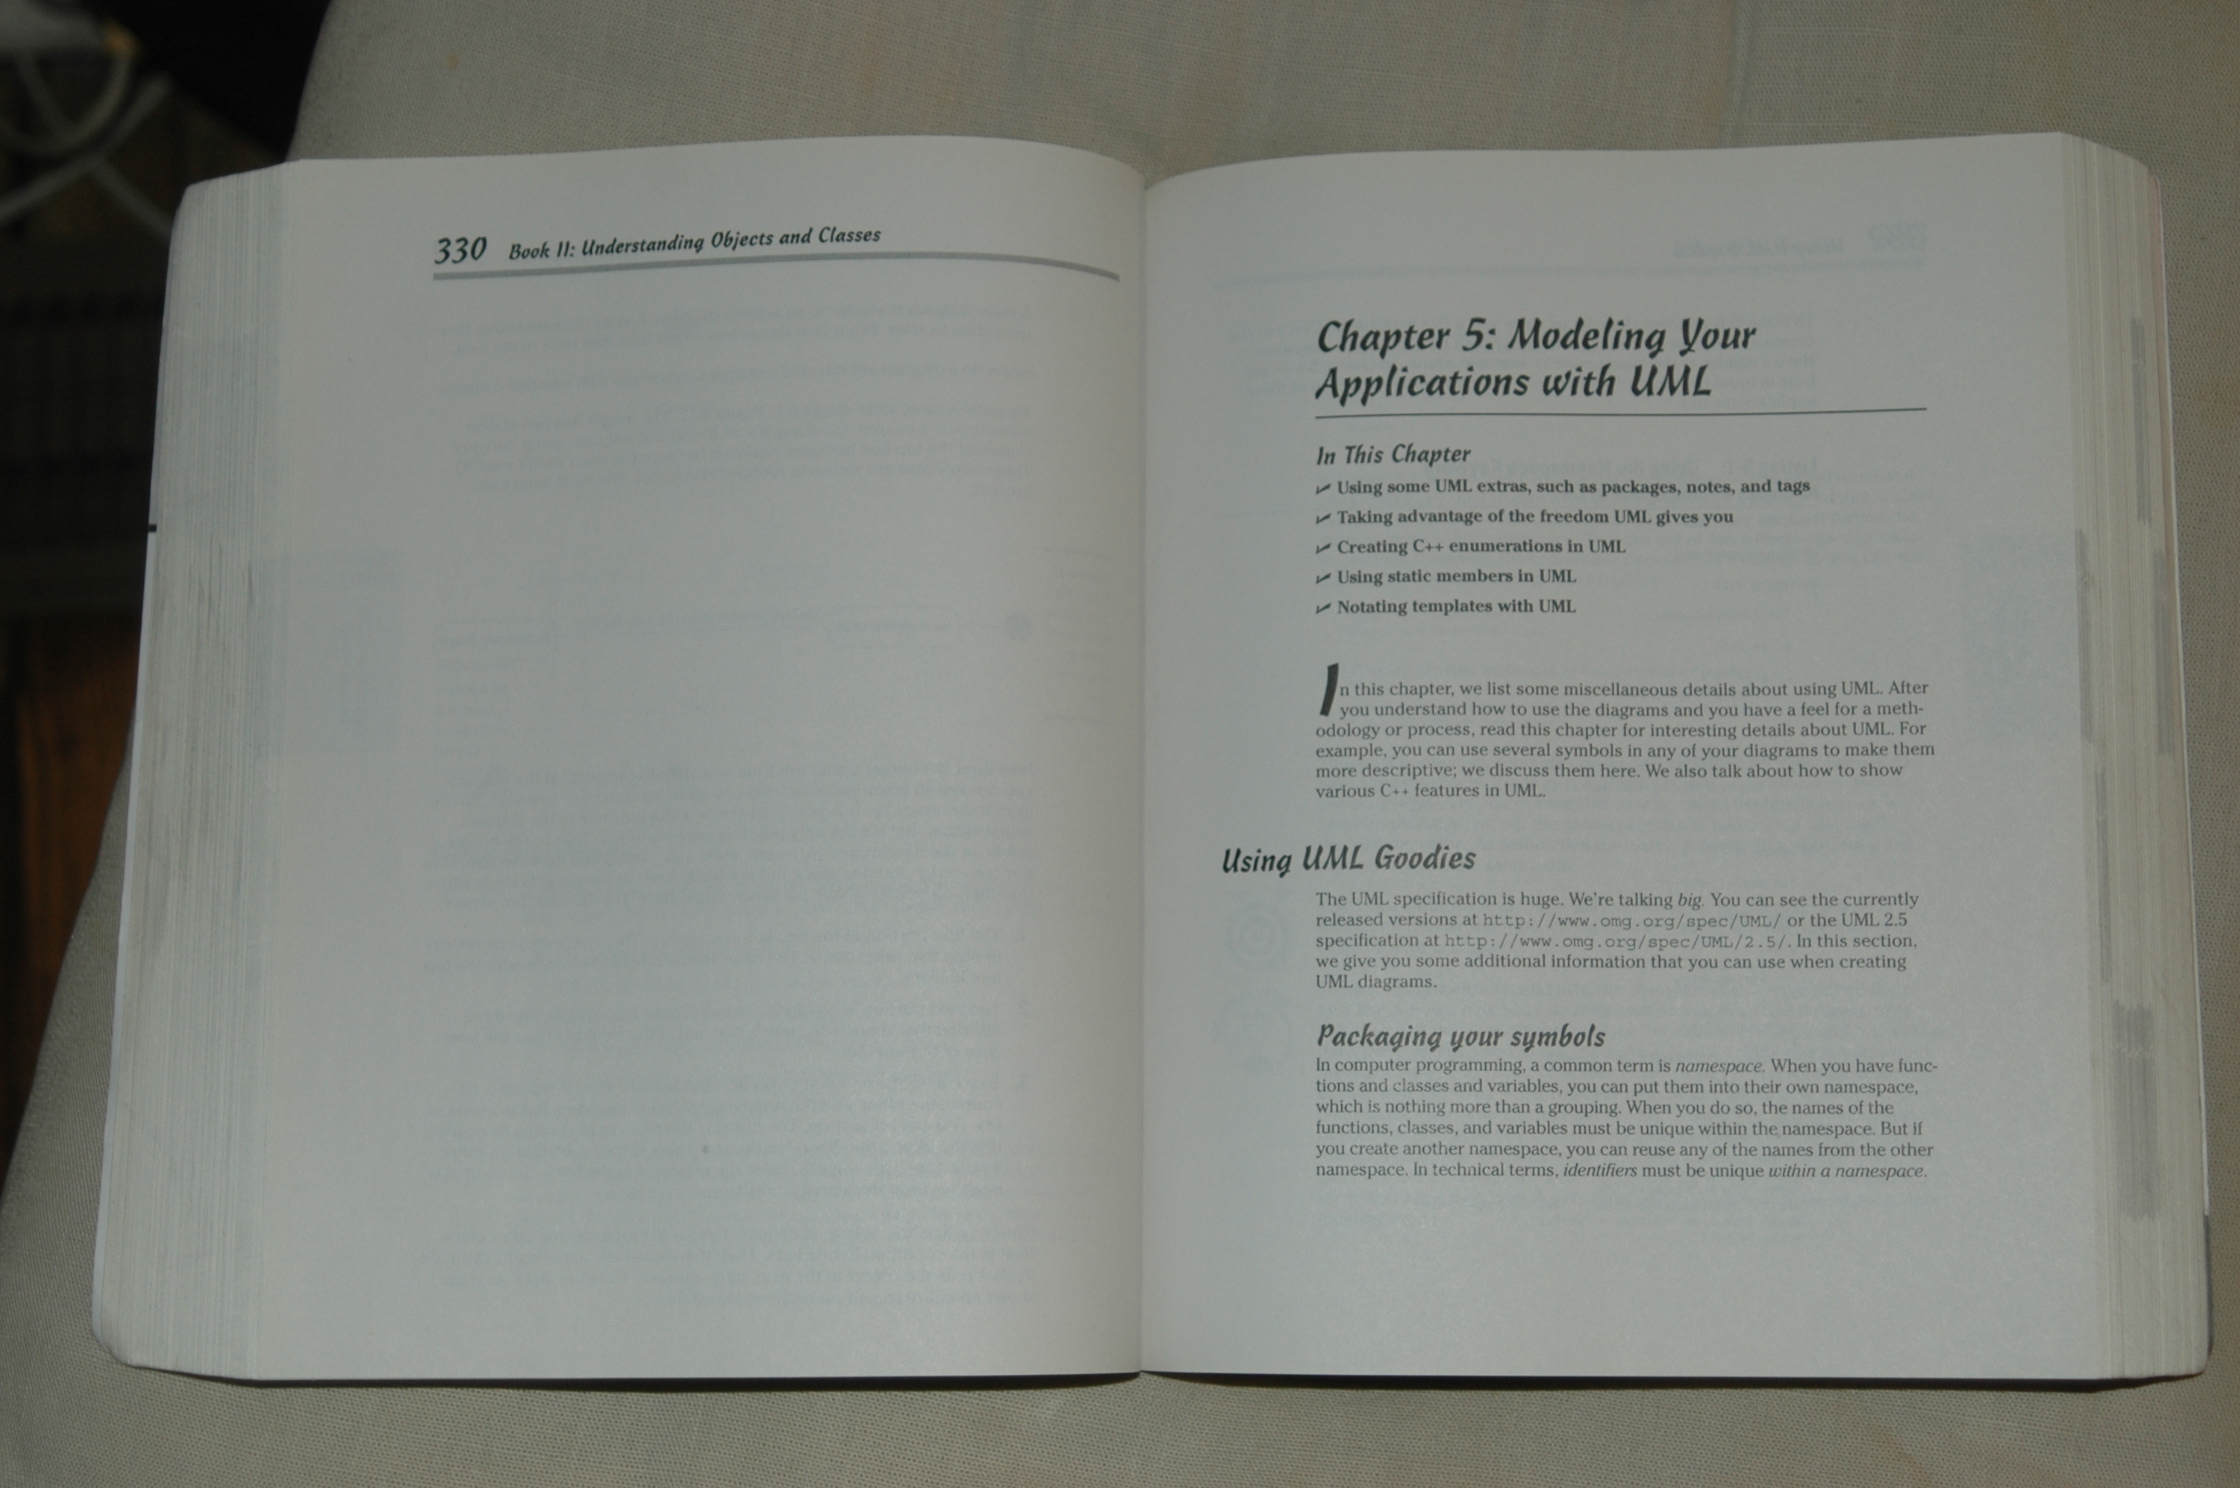 330 Book II: Understanding Objects and Classes
Chapter 5: Modeling Your
Applications with UML
In This Chapter
✓ Using some UML extras, such as packages, notes, and tags
✓ Taking advantage of the freedom UML gives you
✓ Creating C++ enumerations in UML
✓ Using static members in UML
✓ Notating templates with UML
In this chapter, we list some miscellaneous details about using UML. After
you understand how to use the diagrams and you have a feel for a meth-
odology or process, read this chapter for interesting details about UML. For
example, you can use several symbols in any of your diagrams to make them
more descriptive; we discuss them here. We also talk about how to show
various C++ features in UML.
Using UML Goodies
The UML specification is huge. We're talking big. You can see the currently
released versions at http://www.omg.org/spec/UML/ or the UML 2.5
specification at http://www.omg.org/spec/UML/2.5/. In this section,
we give you some additional information that you can use when creating
UML diagrams.
Packaging your symbols
In computer programming, a common term is namespace. When you have func-
tions and classes and variables, you can put them into their own namespace,
which is nothing more than a grouping. When you do so, the names of the
functions, classes, and variables must be unique within the namespace. But if
you create another namespace, you can reuse any of the names from the other
namespace. In technical terms, identifiers must be unique within a namespace.